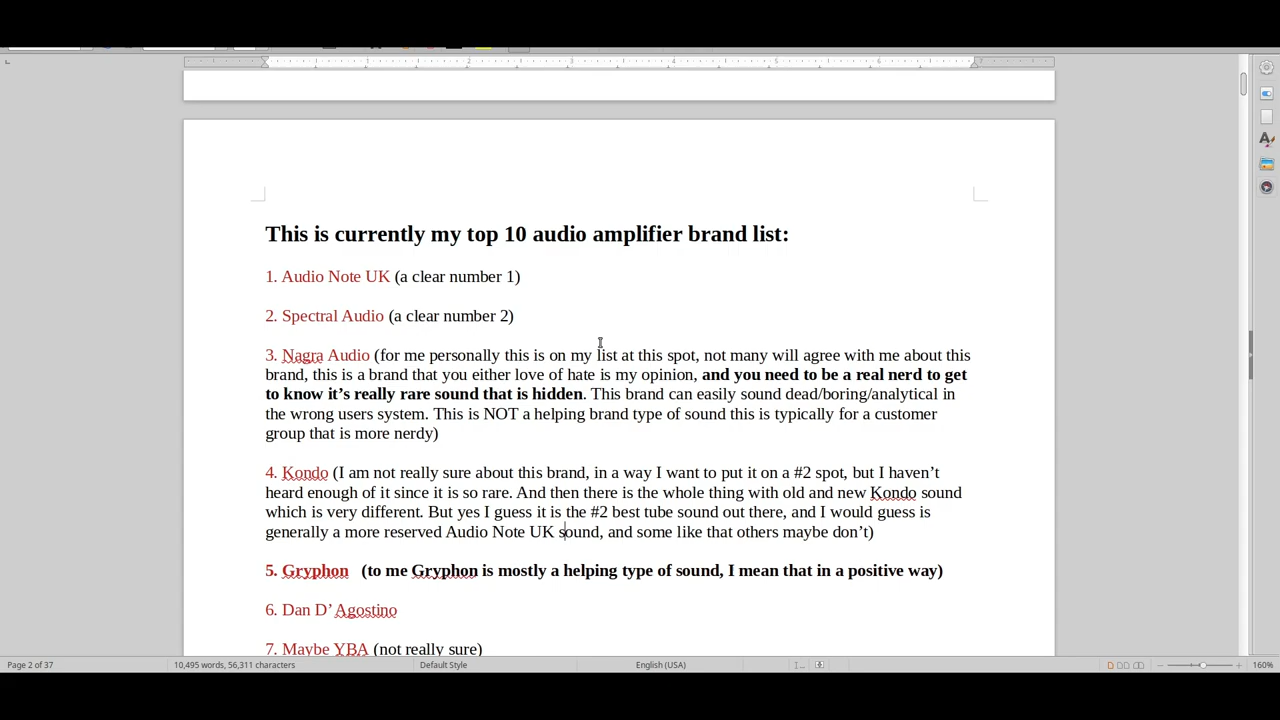 This is currently my top 10 audio amplifier brand list:
1. Audio Note UK (a clear number 1)
2. Spectral Audio (a clear number 2)
3. Nagra Audio (for me personally this is on my list at this spot, not many will agree with me about this
brand, this is a brand that you either love of hate is my opinion, and you need to be a real nerd to get
to know it’s really rare sound that is hidden. This brand can easily sound dead/boring/analytical in
the wrong users system. This is NOT a helping brand type of sound this is typically for a customer
group that is more nerdy)
4. Kondo (I am not really sure about this brand, in a way I want to put it on a #2 spot, but I haven’t
heard enough of it since it is so rare. And then there is the whole thing with old and new Kondo sound
which is very different. But yes I guess it is the #2 best tube sound out there, and I would guess is
generally a more reserved Audio Note UK sound, and some like that others maybe don’t)
5. Gryphon (to me Gryphon is mostly a helping type of sound, I mean that in a positive way)
6. Dan D’Agostino
7. Maybe YBA (not really sure)
Page 2 of 37 10,495 words, 56,311 characters Default Style English (USA) 160%